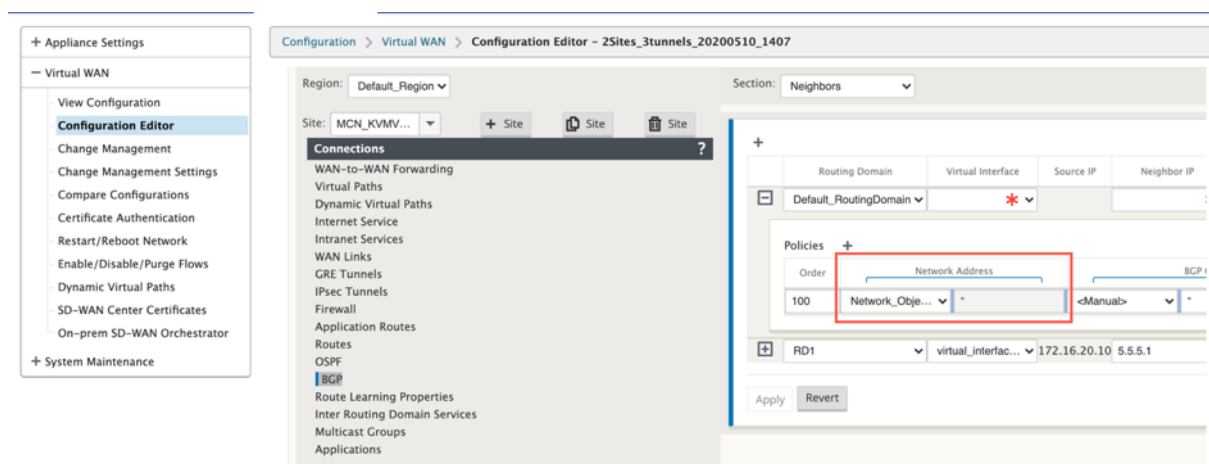 + Appliance Settings
− Virtual WAN
View Configuration
Configuration Editor
Change Management
Change Management Settings
Compare Configurations
Certificate Authentication
Restart/Reboot Network
Enable/Disable/Purge Flows
Dynamic Virtual Paths
SD-WAN Center Certificates
On-prem SD-WAN Orchestrator
+ System Maintenance
Configuration > Virtual WAN > Configuration Editor - 2Sites_3tunnels_20200510_1407
Region: Default_Region
Site: MCN_KVMV... + Site Site Site
Connections ?
WAN-to-WAN Forwarding
Virtual Paths
Dynamic Virtual Paths
Internet Service
Intranet Services
WAN Links
GRE Tunnels
IPsec Tunnels
Firewall
Application Routes
Routes
OSPF
BGP
Route Learning Properties
Inter Routing Domain Services
Multicast Groups
Applications
Section: Neighbors
+
Routing Domain Virtual Interface Source IP Neighbor IP
Default_RoutingDomain *
Policies +
Order Network Address BGP
100 Network_Obje... * <Manual> *
RD1 virtual_interfac... 172.16.20.10 5.5.5.1
Apply Revert